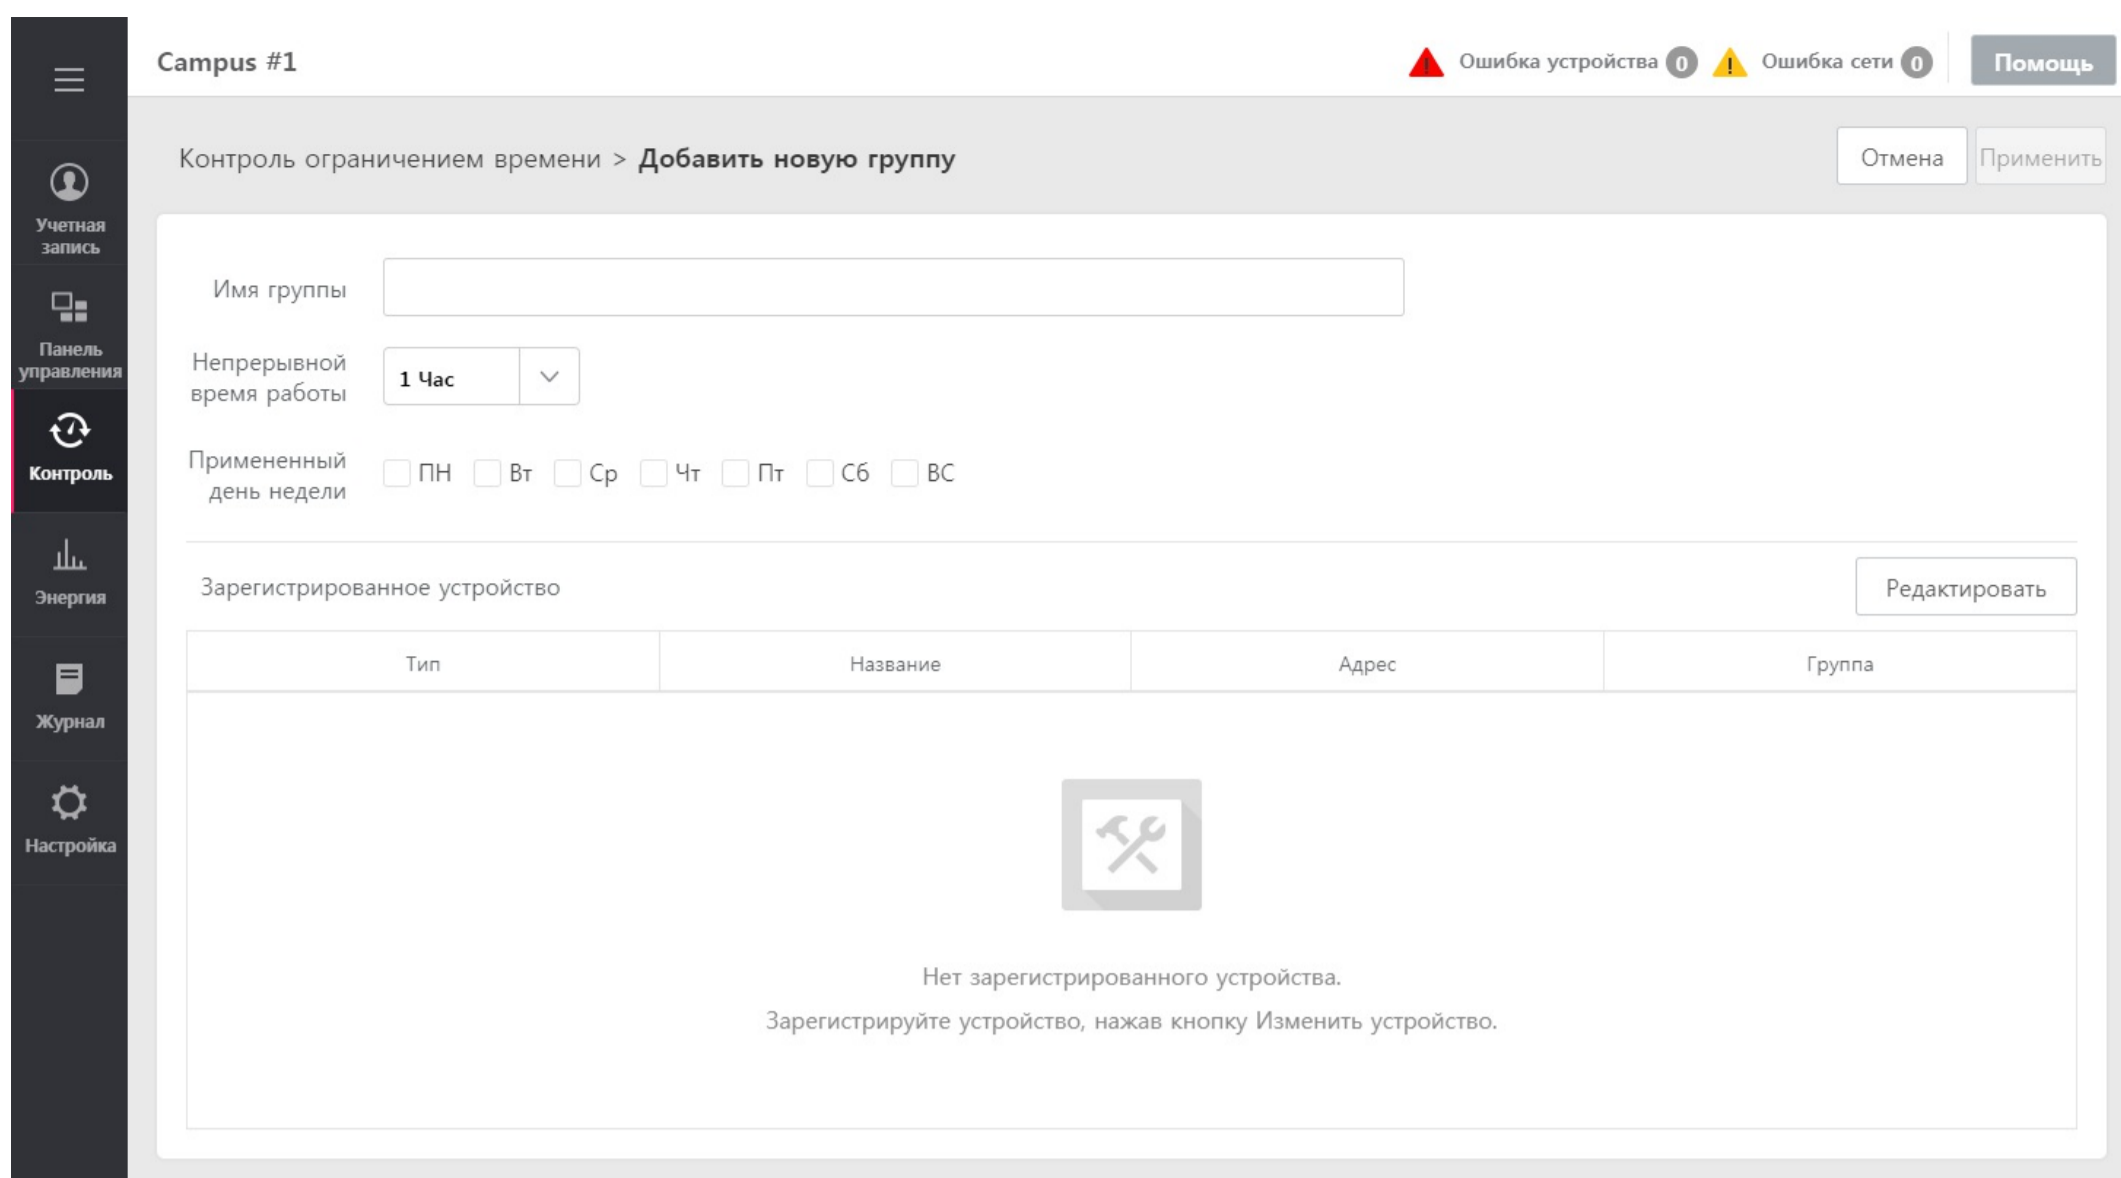 Campus #1
Ошибка устройства 0
Ошибка сети 0
Помощь
Контроль ограничением времени > Добавить новую группу
Отмена
Применить
Учетная
запись
Панель
управления
Контроль
Энергия
Журнал
Настройка
Имя группы
Непрерывной
время работы
1 Час
Примененный
день недели
ПН Вт Ср Чт Пт Сб ВС
Зарегистрированное устройство
Редактировать
Тип Название Адрес Группа
Нет зарегистрированного устройства.
Зарегистрируйте устройство, нажав кнопку Изменить устройство.